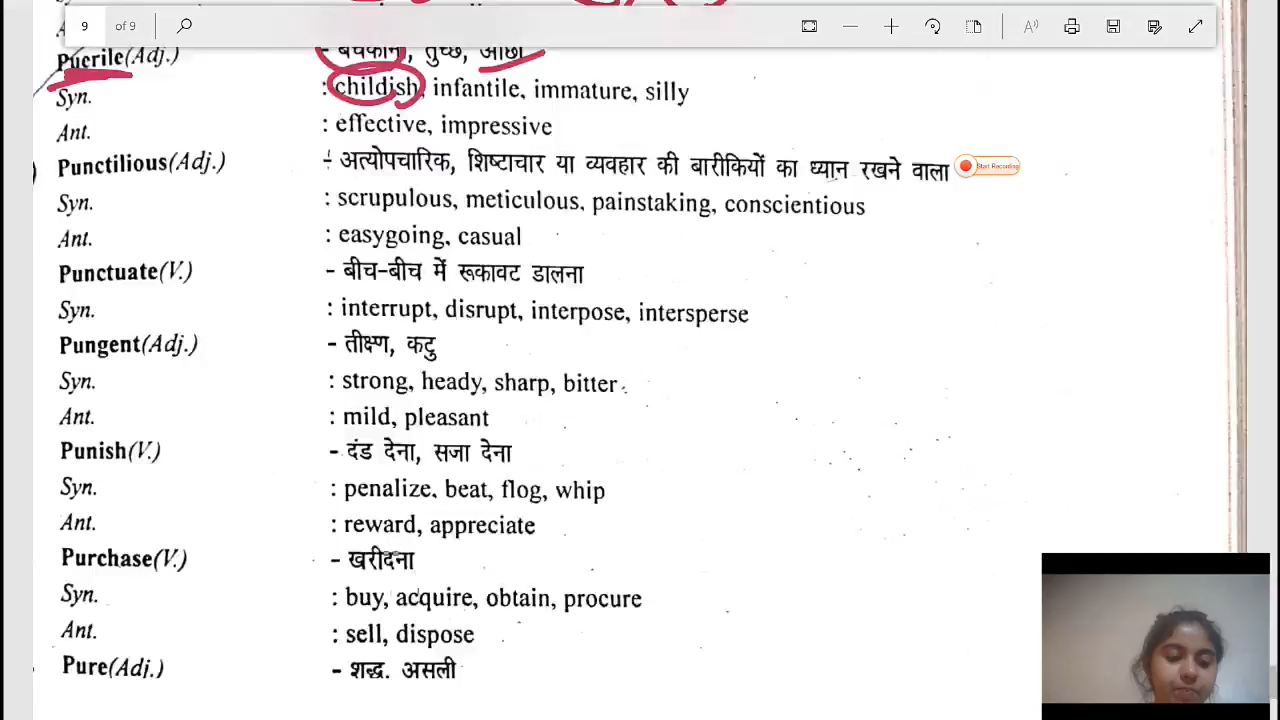 9 of 9
Puerile(Adj.) - बचकाना, तुच्छ, ओछा
Syn. : childish, infantile, immature, silly
Ant. : effective, impressive
Punctilious(Adj.) - अत्योपचारिक, शिष्टाचार या व्यवहार की बारीकियों का ध्यान रखने वाला
Start Recording
Syn. : scrupulous, meticulous, painstaking, conscientious
Ant. : easygoing, casual
Punctuate(V.) - बीच-बीच में रूकावट डालना
Syn. : interrupt, disrupt, interpose, intersperse
Pungent(Adj.) - तीक्ष्ण, कटु
Syn. : strong, heady, sharp, bitter
Ant. : mild, pleasant
Punish(V.) - दंड देना, सजा देना
Syn. : penalize, beat, flog, whip
Ant. : reward, appreciate
Purchase(V.) - खरीदना
Syn. : buy, acquire, obtain, procure
Ant. : sell, dispose
Pure(Adj.) - शुद्ध, असली